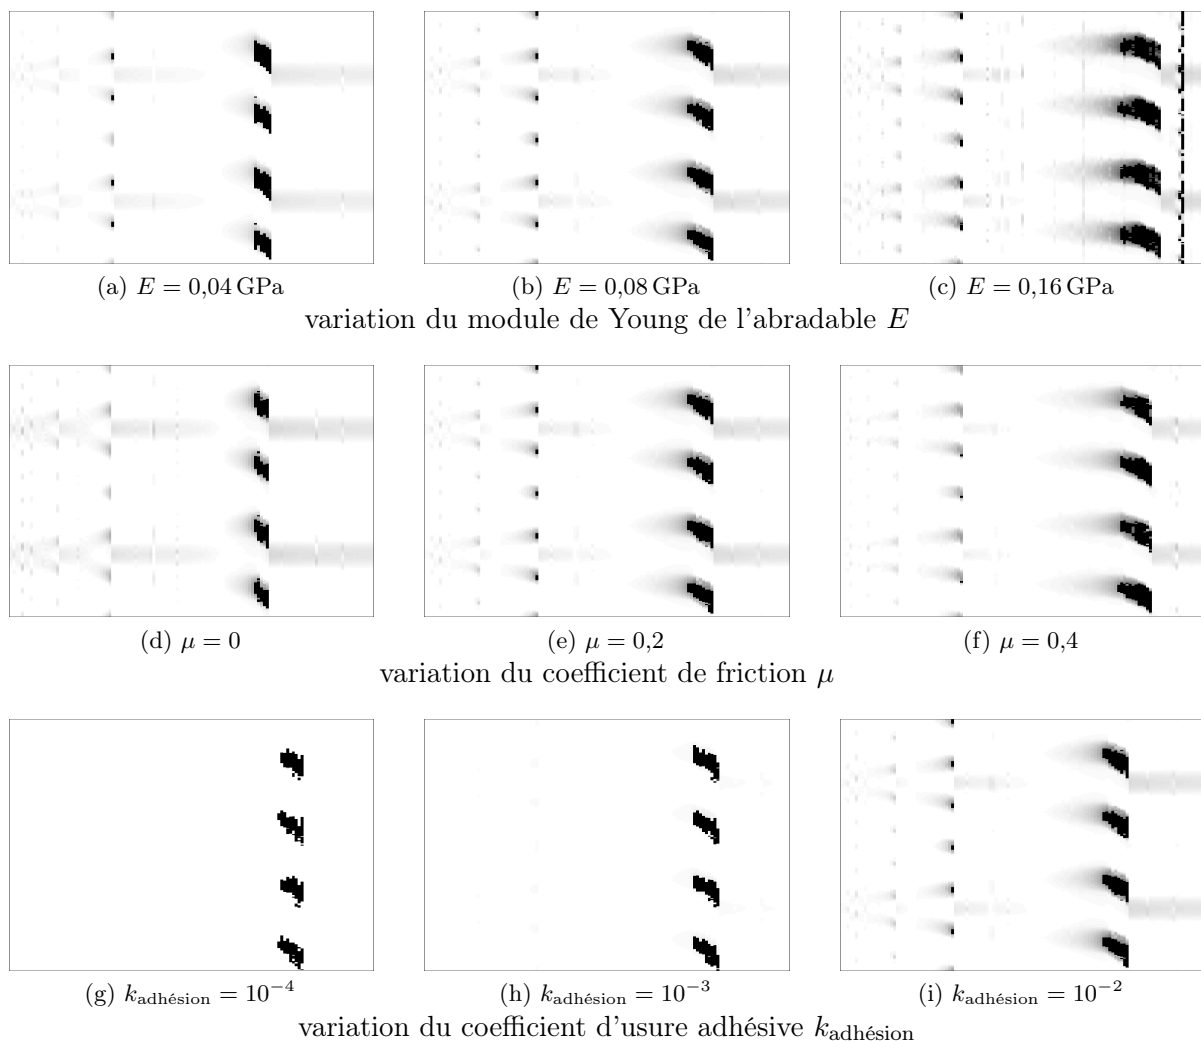 (a) E = 0,04 GPa
(b) E = 0,08 GPa
(c) E = 0,16 GPa
variation du module de Young de l'abradable E
(d) μ = 0
(e) μ = 0,2
(f) μ = 0,4
variation du coefficient de friction μ
(g) k_adhésion = 10⁻⁴
(h) k_adhésion = 10⁻³
(i) k_adhésion = 10⁻²
variation du coefficient d'usure adhésive k_adhésion